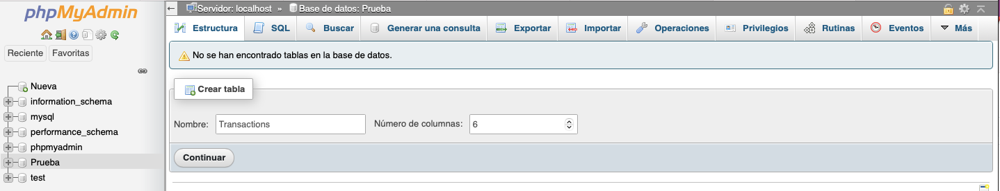 phpMyAdmin
Reciente Favoritas
Nueva
information_schema
mysql
performance_schema
phpmyadmin
Prueba
test
Servidor: localhost » Base de datos: Prueba
Estructura SQL Buscar Generar una consulta Exportar Importar Operaciones Privilegios Rutinas Eventos Más
No se han encontrado tablas en la base de datos.
Crear tabla
Nombre: Transactions Número de columnas: 6
Continuar